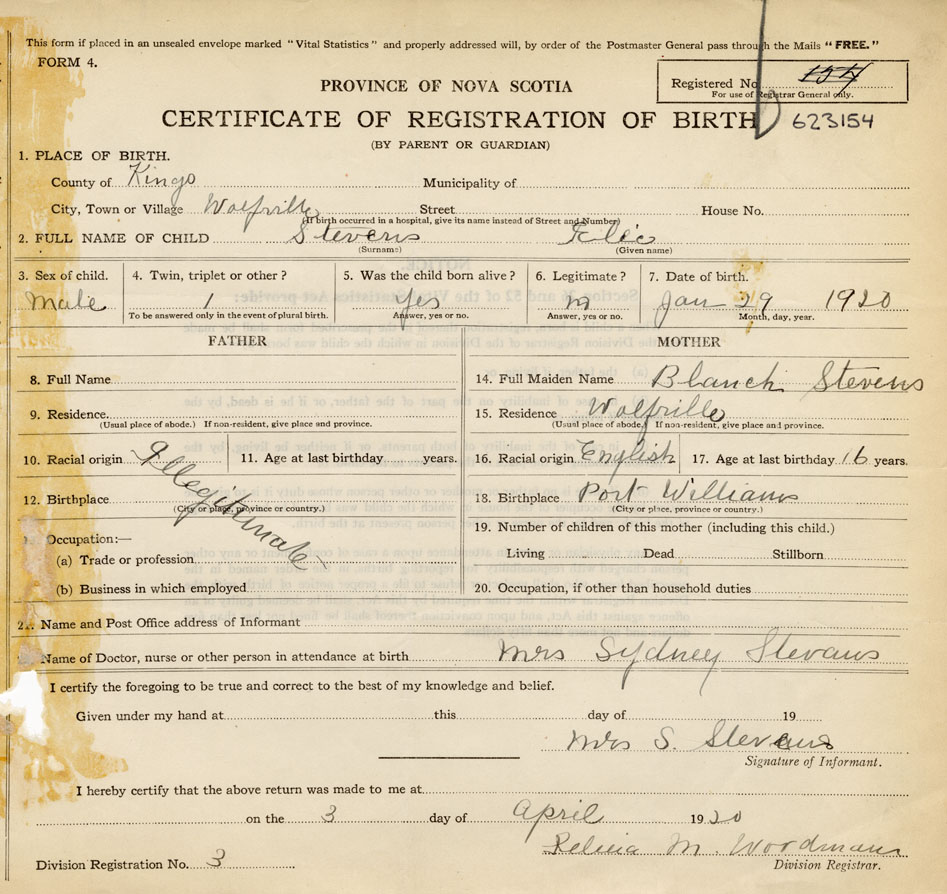 This form if placed in an unsealed envelope marked "Vital Statistics" and properly addressed will, by order of the Postmaster General pass through the Mails "FREE."
FORM 4.
PROVINCE OF NOVA SCOTIA
Registered No. 154
For use of Registrar General only.
CERTIFICATE OF REGISTRATION OF BIRTH
623154
(BY PARENT OR GUARDIAN)
1. PLACE OF BIRTH.
County of Kings Municipality of
City, Town or Village Wolfville Street House No.
(If birth occurred in a hospital, give its name instead of Street and Number)
2. FULL NAME OF CHILD Stevens
(Surname) (Given name)
3. Sex of child. 4. Twin, triplet or other? 5. Was the child born alive? 6. Legitimate? 7. Date of birth.
Male 1 Yes Jan 29 1920
To be answered only in the event of plural birth. Answer, yes or no. Answer, yes or no. Month, day, year.
FATHER MOTHER
8. Full Name 14. Full Maiden Name Blanch Stevens
9. Residence. 15. Residence Wolfville
(Usual place of abode.) If non-resident, give place and province. (Usual place of abode.) If non-resident, give place and province.
10. Racial origin 11. Age at last birthday years. 16. Racial origin English 17. Age at last birthday 16 years.
Illegitimate
12. Birthplace 18. Birthplace Port Williams
(City or place, province or country.) (City or place, province or country.)
19. Number of children of this mother (including this child.)
Occupation:—
Living Dead Stillborn
(a) Trade or profession
(b) Business in which employed 20. Occupation, if other than household duties
2 . Name and Post Office address of Informant
Name of Doctor, nurse or other person in attendance at birth Mrs Sydney Stevans
I certify the foregoing to be true and correct to the best of my knowledge and belief.
Given under my hand at this day of 19
Mrs S. Stevans
Signature of Informant.
I hereby certify that the above return was made to me at
on the 3 day of April 1920
M. Woodman
Division Registration No. 3 Division Registrar.